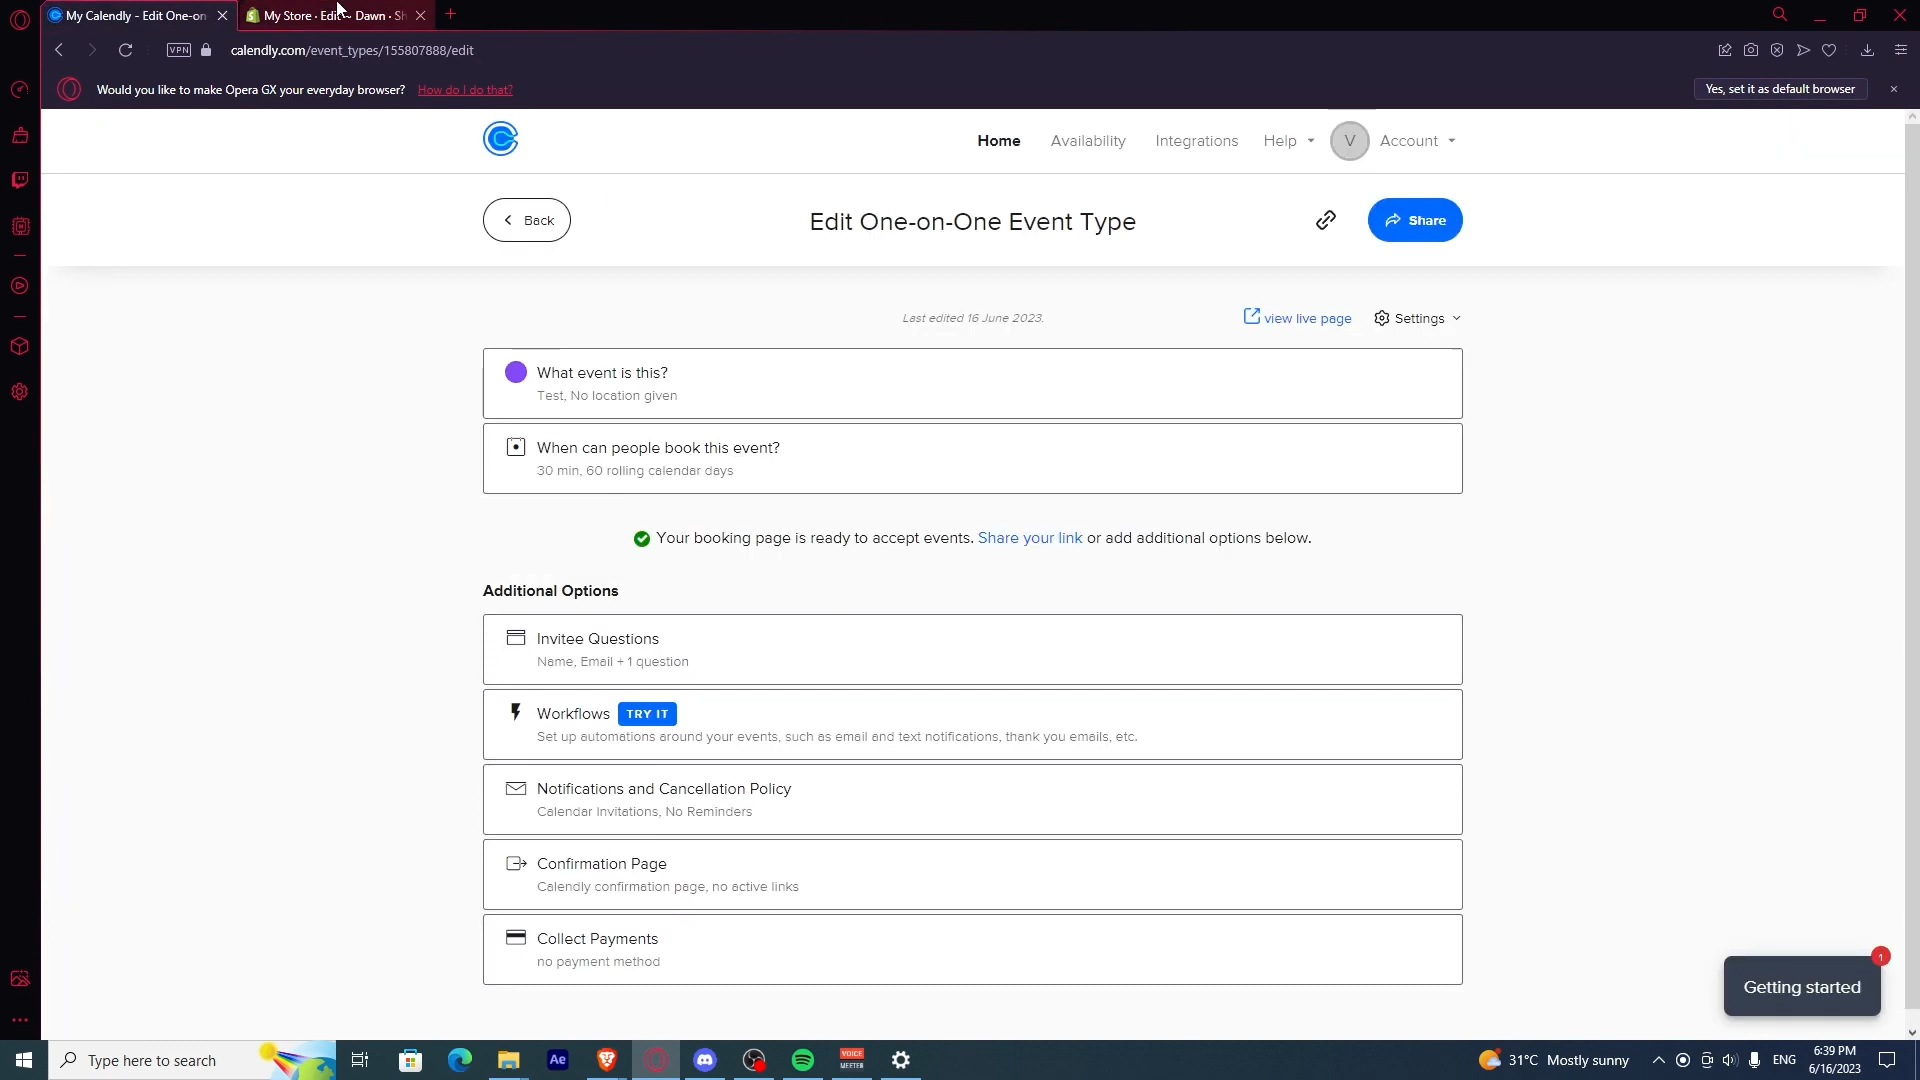 My Calendly - Edit One-on
My Store · Edit ~ Dawn · Sh
VPN
calendly.com/event_types/155807888/edit
Would you like to make Opera GX your everyday browser? How do I do that?
Yes, set it as default browser
Home
Availability
Integrations
Help
V
Account
Back
Edit One-on-One Event Type
Share
Last edited 16 June 2023.
view live page
Settings
What event is this?
Test, No location given
When can people book this event?
30 min, 60 rolling calendar days
Your booking page is ready to accept events. Share your link or add additional options below.
Additional Options
Invitee Questions
Name, Email + 1 question
Workflows TRY IT
Set up automations around your events, such as email and text notifications, thank you emails, etc.
Notifications and Cancellation Policy
Calendar Invitations, No Reminders
Confirmation Page
Calendly confirmation page, no active links
Collect Payments
no payment method
1
Getting started
Type here to search
Ae
VOICE
MEETER
31°C Mostly sunny
ENG
6:39 PM
6/16/2023